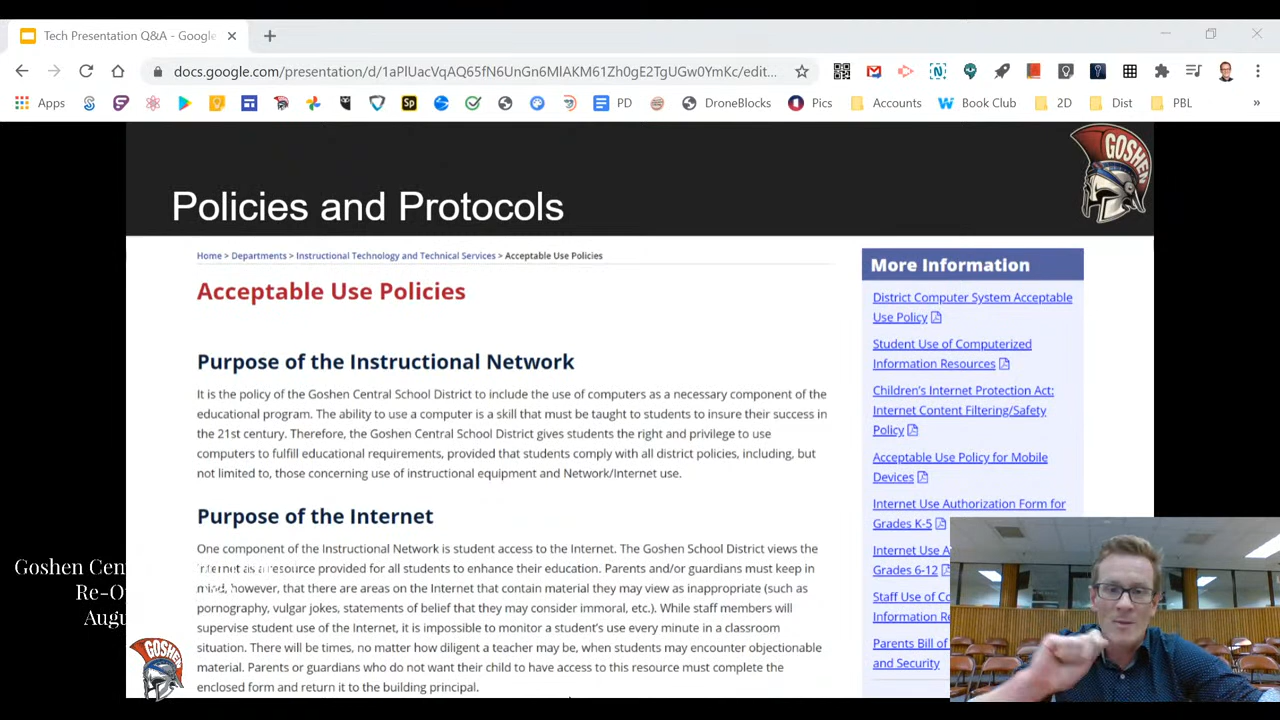 Tech Presentation Q&A - Google
docs.google.com/presentation/d/1aplUacVqAQ65fN6UnGn6MlAKM61Zh0gE2TgUGw0YmKc/edit...
Apps
Sp
PD
DroneBlocks
Pics
Accounts
Book Club
2D
Dist
PBL
»
GOSHEN
Policies and Protocols
Home > Departments > Instructional Technology and Technical Services > Acceptable Use Policies
Acceptable Use Policies
Purpose of the Instructional Network
It is the policy of the Goshen Central School District to include the use of computers as a necessary component of the
educational program. The ability to use a computer is a skill that must be taught to students to insure their success in
the 21st century. Therefore, the Goshen Central School District gives students the right and privilege to use
computers to fulfill educational requirements, provided that students comply with all district policies, including, but
not limited to, those concerning use of instructional equipment and Network/Internet use.
Purpose of the Internet
One component of the Instructional Network is student access to the Internet. The Goshen School District views the
Internet as a resource provided for all students to enhance their education. Parents and/or guardians must keep in
mind, however, that there are areas on the Internet that contain material they may view as inappropriate (such as
pornography, vulgar jokes, statements of belief that they may consider immoral, etc.). While staff members will
supervise student use of the Internet, it is impossible to monitor a student's use every minute in a classroom
situation. There will be times, no matter how diligent a teacher may be, when students may encounter objectionable
material. Parents or guardians who do not want their child to have access to this resource must complete the
enclosed form and return it to the building principal.
More Information
District Computer System Acceptable
Use Policy
Student Use of Computerized
Information Resources
Children's Internet Protection Act:
Internet Content Filtering/Safety
Policy
Acceptable Use Policy for Mobile
Devices
Internet Use Authorization Form for
Grades K-5
Internet Use A
Grades 6-12
Staff Use of Co
Information Re
Parents Bill of
and Security
Goshen Cen
Re-O
Augu
GOSHEN